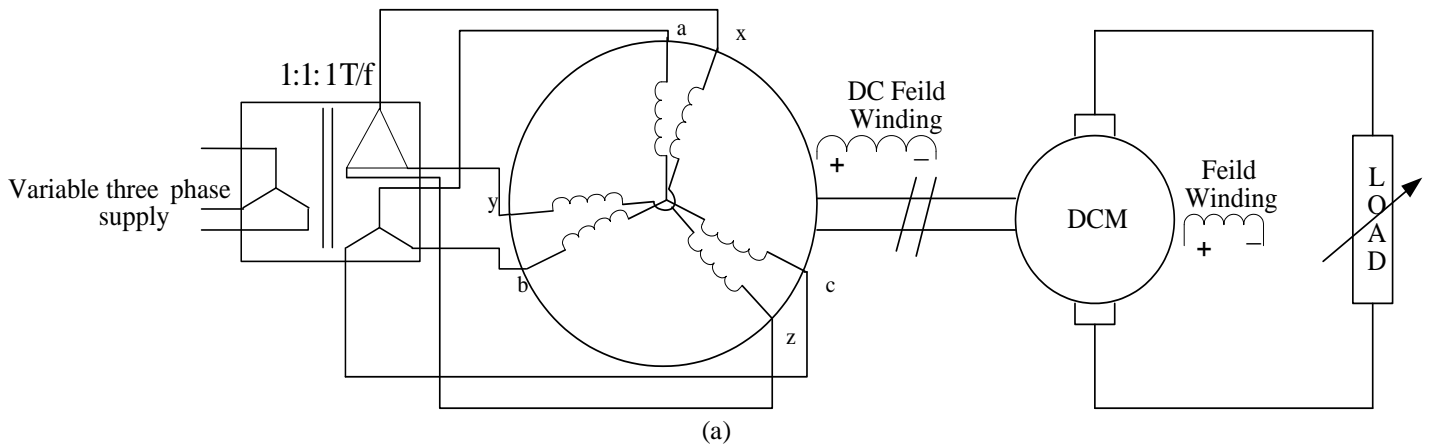 1:1:1T/f
Variable three phase
supply
a
x
y
b
c
z
DC Feild
Winding
+ –
DCM
Feild
Winding
+ –
L
O
A
D
(a)